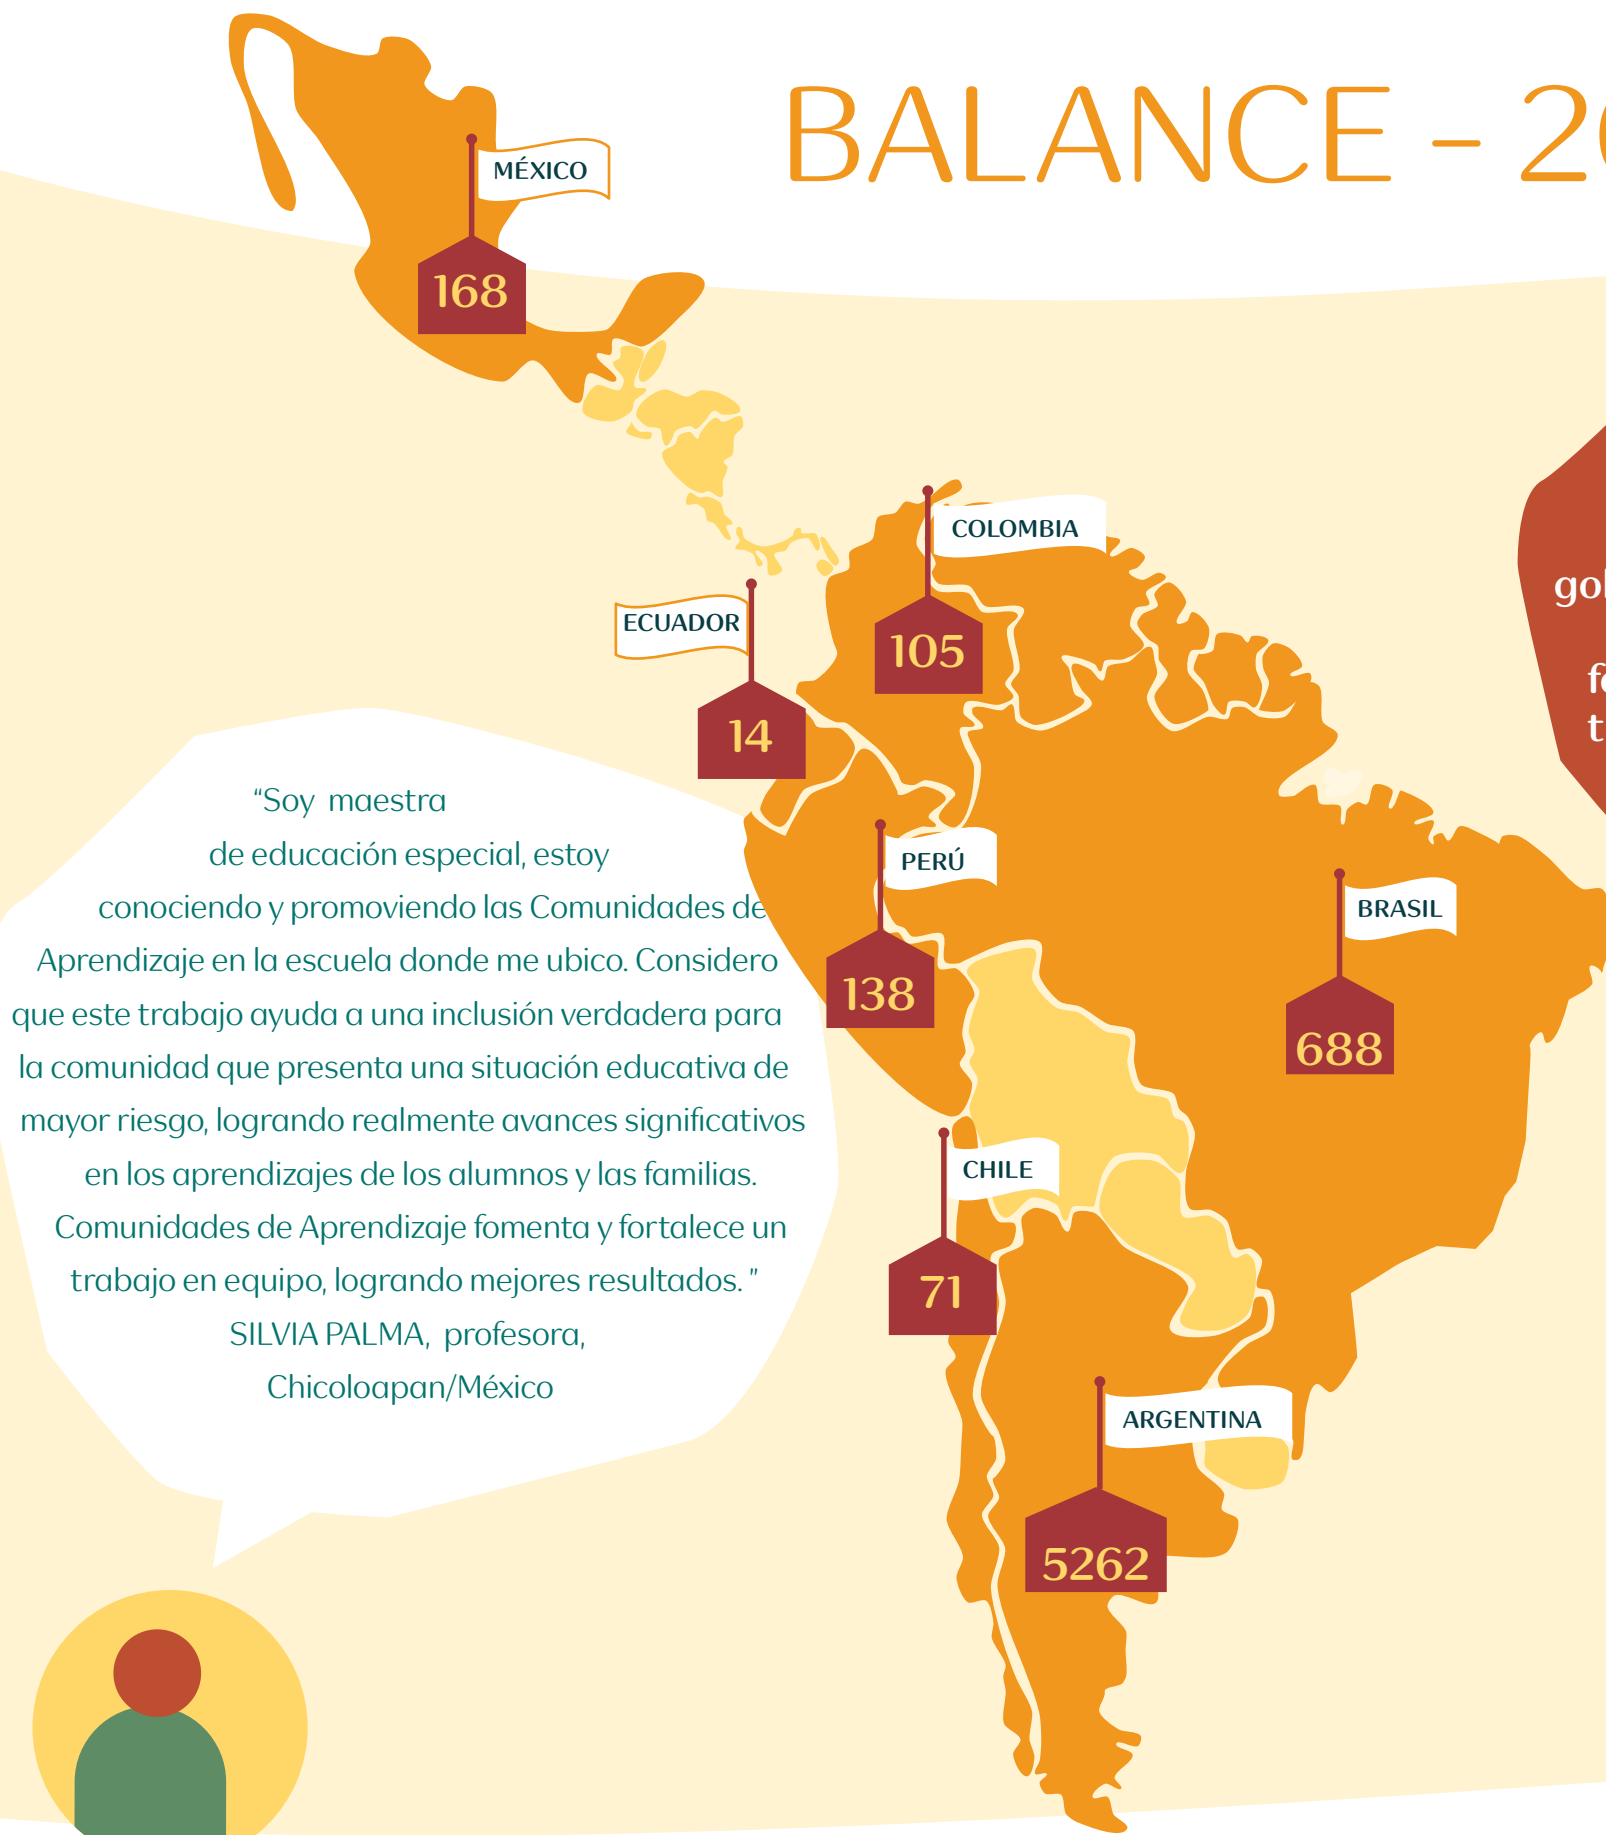 BALANCE – 20
MÉXICO
168
COLOMBIA
105
ECUADOR
14
PERÚ
138
BRASIL
688
CHILE
71
ARGENTINA
5262
“Soy maestra
de educación especial, estoy
conociendo y promoviendo las Comunidades de
Aprendizaje en la escuela donde me ubico. Considero
que este trabajo ayuda a una inclusión verdadera para
la comunidad que presenta una situación educativa de
mayor riesgo, logrando realmente avances significativos
en los aprendizajes de los alumnos y las familias.
Comunidades de Aprendizaje fomenta y fortalece un
trabajo en equipo, logrando mejores resultados. ”
SILVIA PALMA, profesora,
Chicoloapan/México